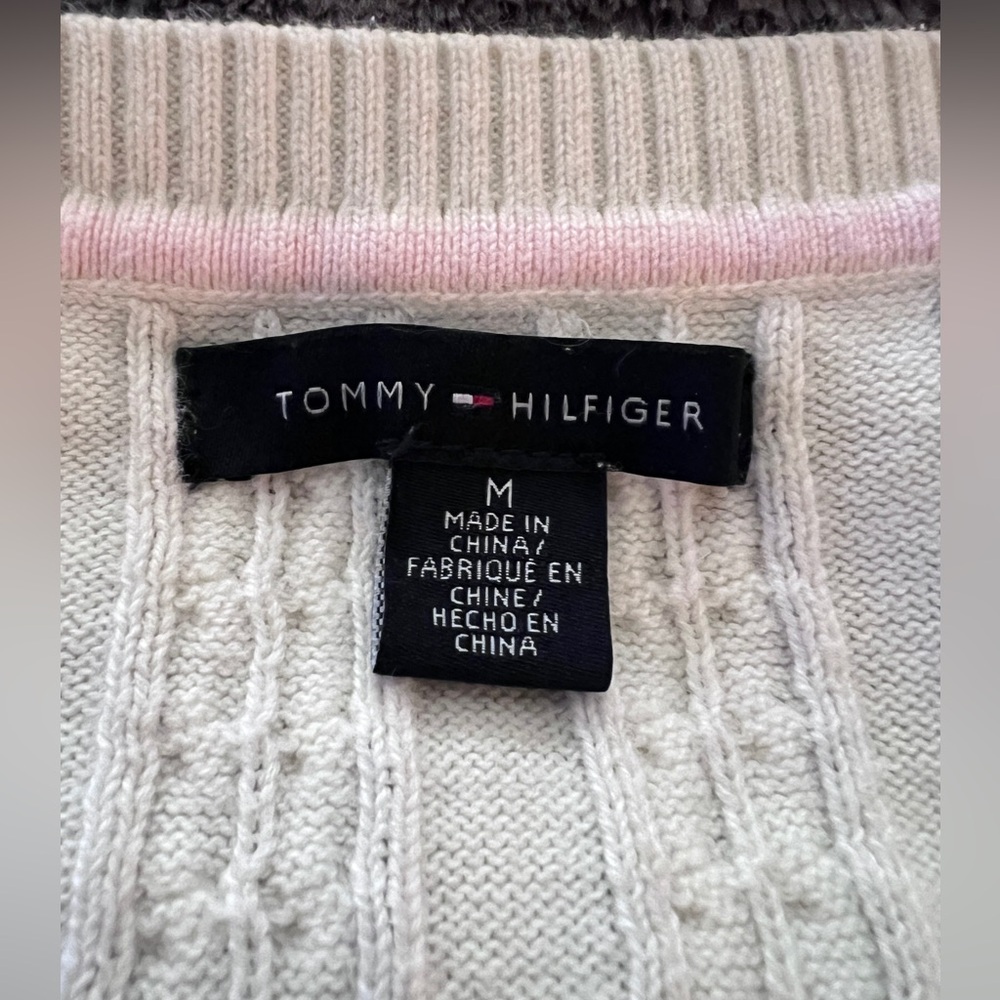 TOMMY HILFIGER
M
MADE IN
CHINA/
FABRIQUÉ EN
CHINE/
HECHO EN
CHINA